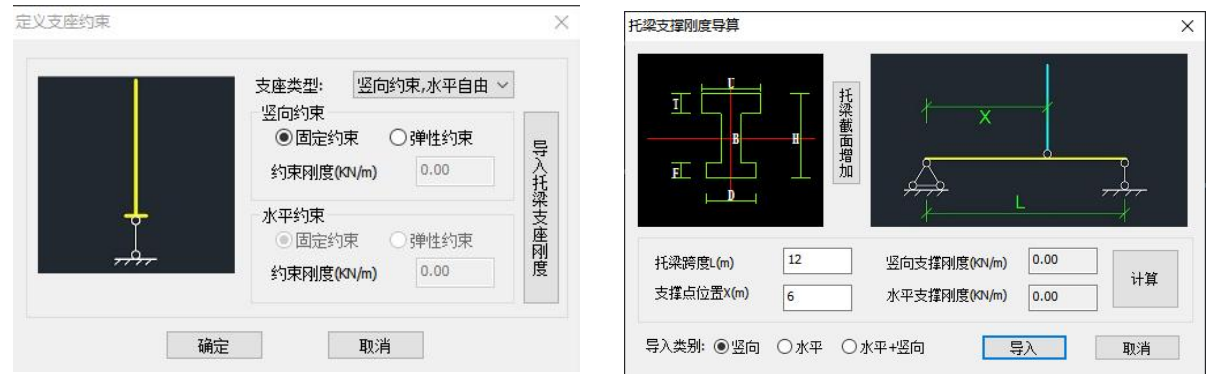 定义支座约束
支座类型: 竖向约束,水平自由
竖向约束
固定约束 弹性约束
约束刚度(KN/m) 0.00
水平约束
固定约束 弹性约束
约束刚度(KN/m) 0.00
导入托梁支座刚度
确定 取消
托梁支撑刚度导算
U
T
B
H
F
D
托梁截面增加
X
L
托梁跨度L(m) 12 竖向支撑刚度(KN/m) 0.00
支撑点位置X(m) 6 水平支撑刚度(KN/m) 0.00
计算
导入类别: 竖向 水平 水平+竖向 导入 取消